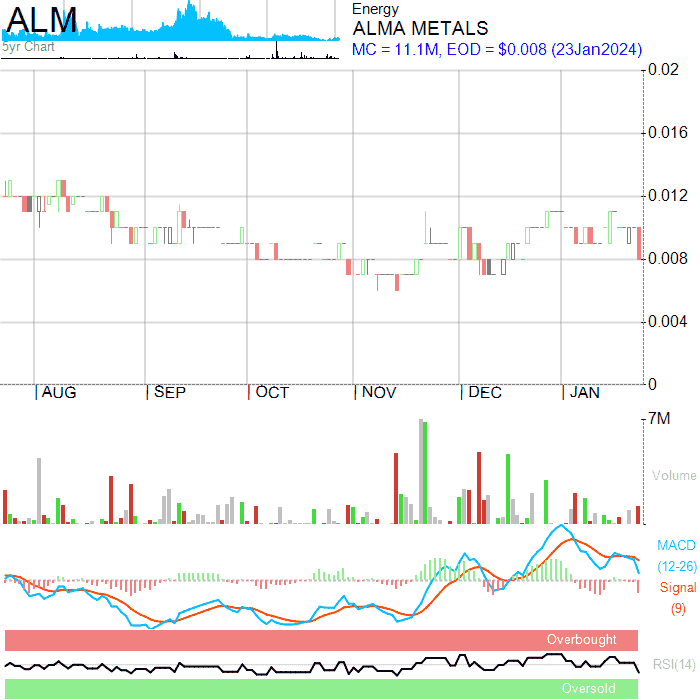 ALM
5yr Chart
Energy
ALMA METALS
MC = 11.1M, EOD = $0.008 (23Jan2024)
0.02
0.016
0.012
0.008
0.004
0
AUG SEP OCT NOV DEC JAN
7M
Volume
MACD
(12-26)
Signal
(9)
Overbought
RSI(14)
Oversold